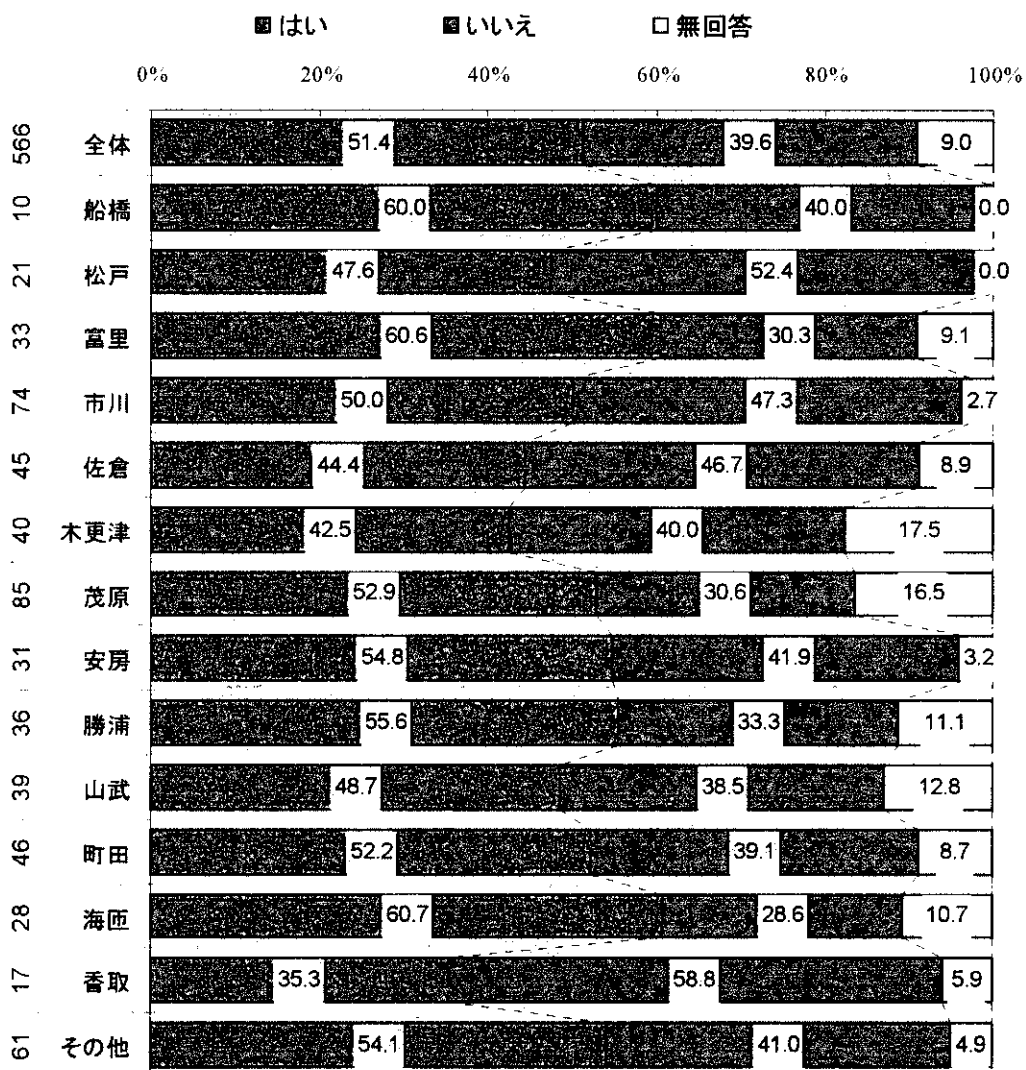 はい いいえ 無回答
0% 20% 40% 60% 80% 100%
566 全体 51.4 39.6 9.0
10 船橋 60.0 40.0 0.0
21 松戸 47.6 52.4 0.0
33 富里 60.6 30.3 9.1
74 市川 50.0 47.3 2.7
45 佐倉 44.4 46.7 8.9
40 木更津 42.5 40.0 17.5
85 茂原 52.9 30.6 16.5
31 安房 54.8 41.9 3.2
36 勝浦 55.6 33.3 11.1
39 山武 48.7 38.5 12.8
46 町田 52.2 39.1 8.7
28 海匝 60.7 28.6 10.7
17 香取 35.3 58.8 5.9
61 その他 54.1 41.0 4.9